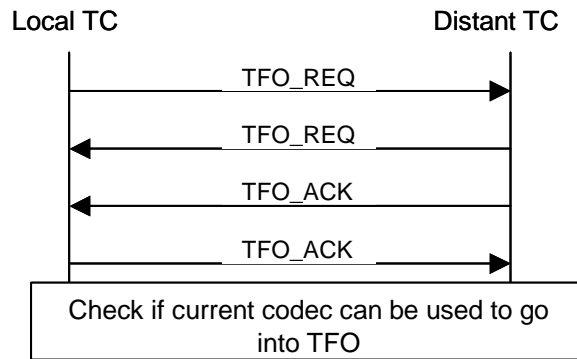 Local TC Distant TC
TFO_REQ
TFO_REQ
TFO_ACK
TFO_ACK
Check if current codec can be used to go
into TFO